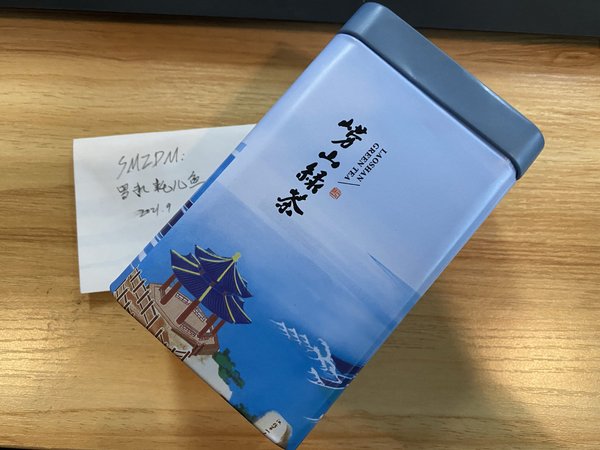 崂山绿茶
LAOSHAN
GREEN TEA
SMZDM:
2021.9